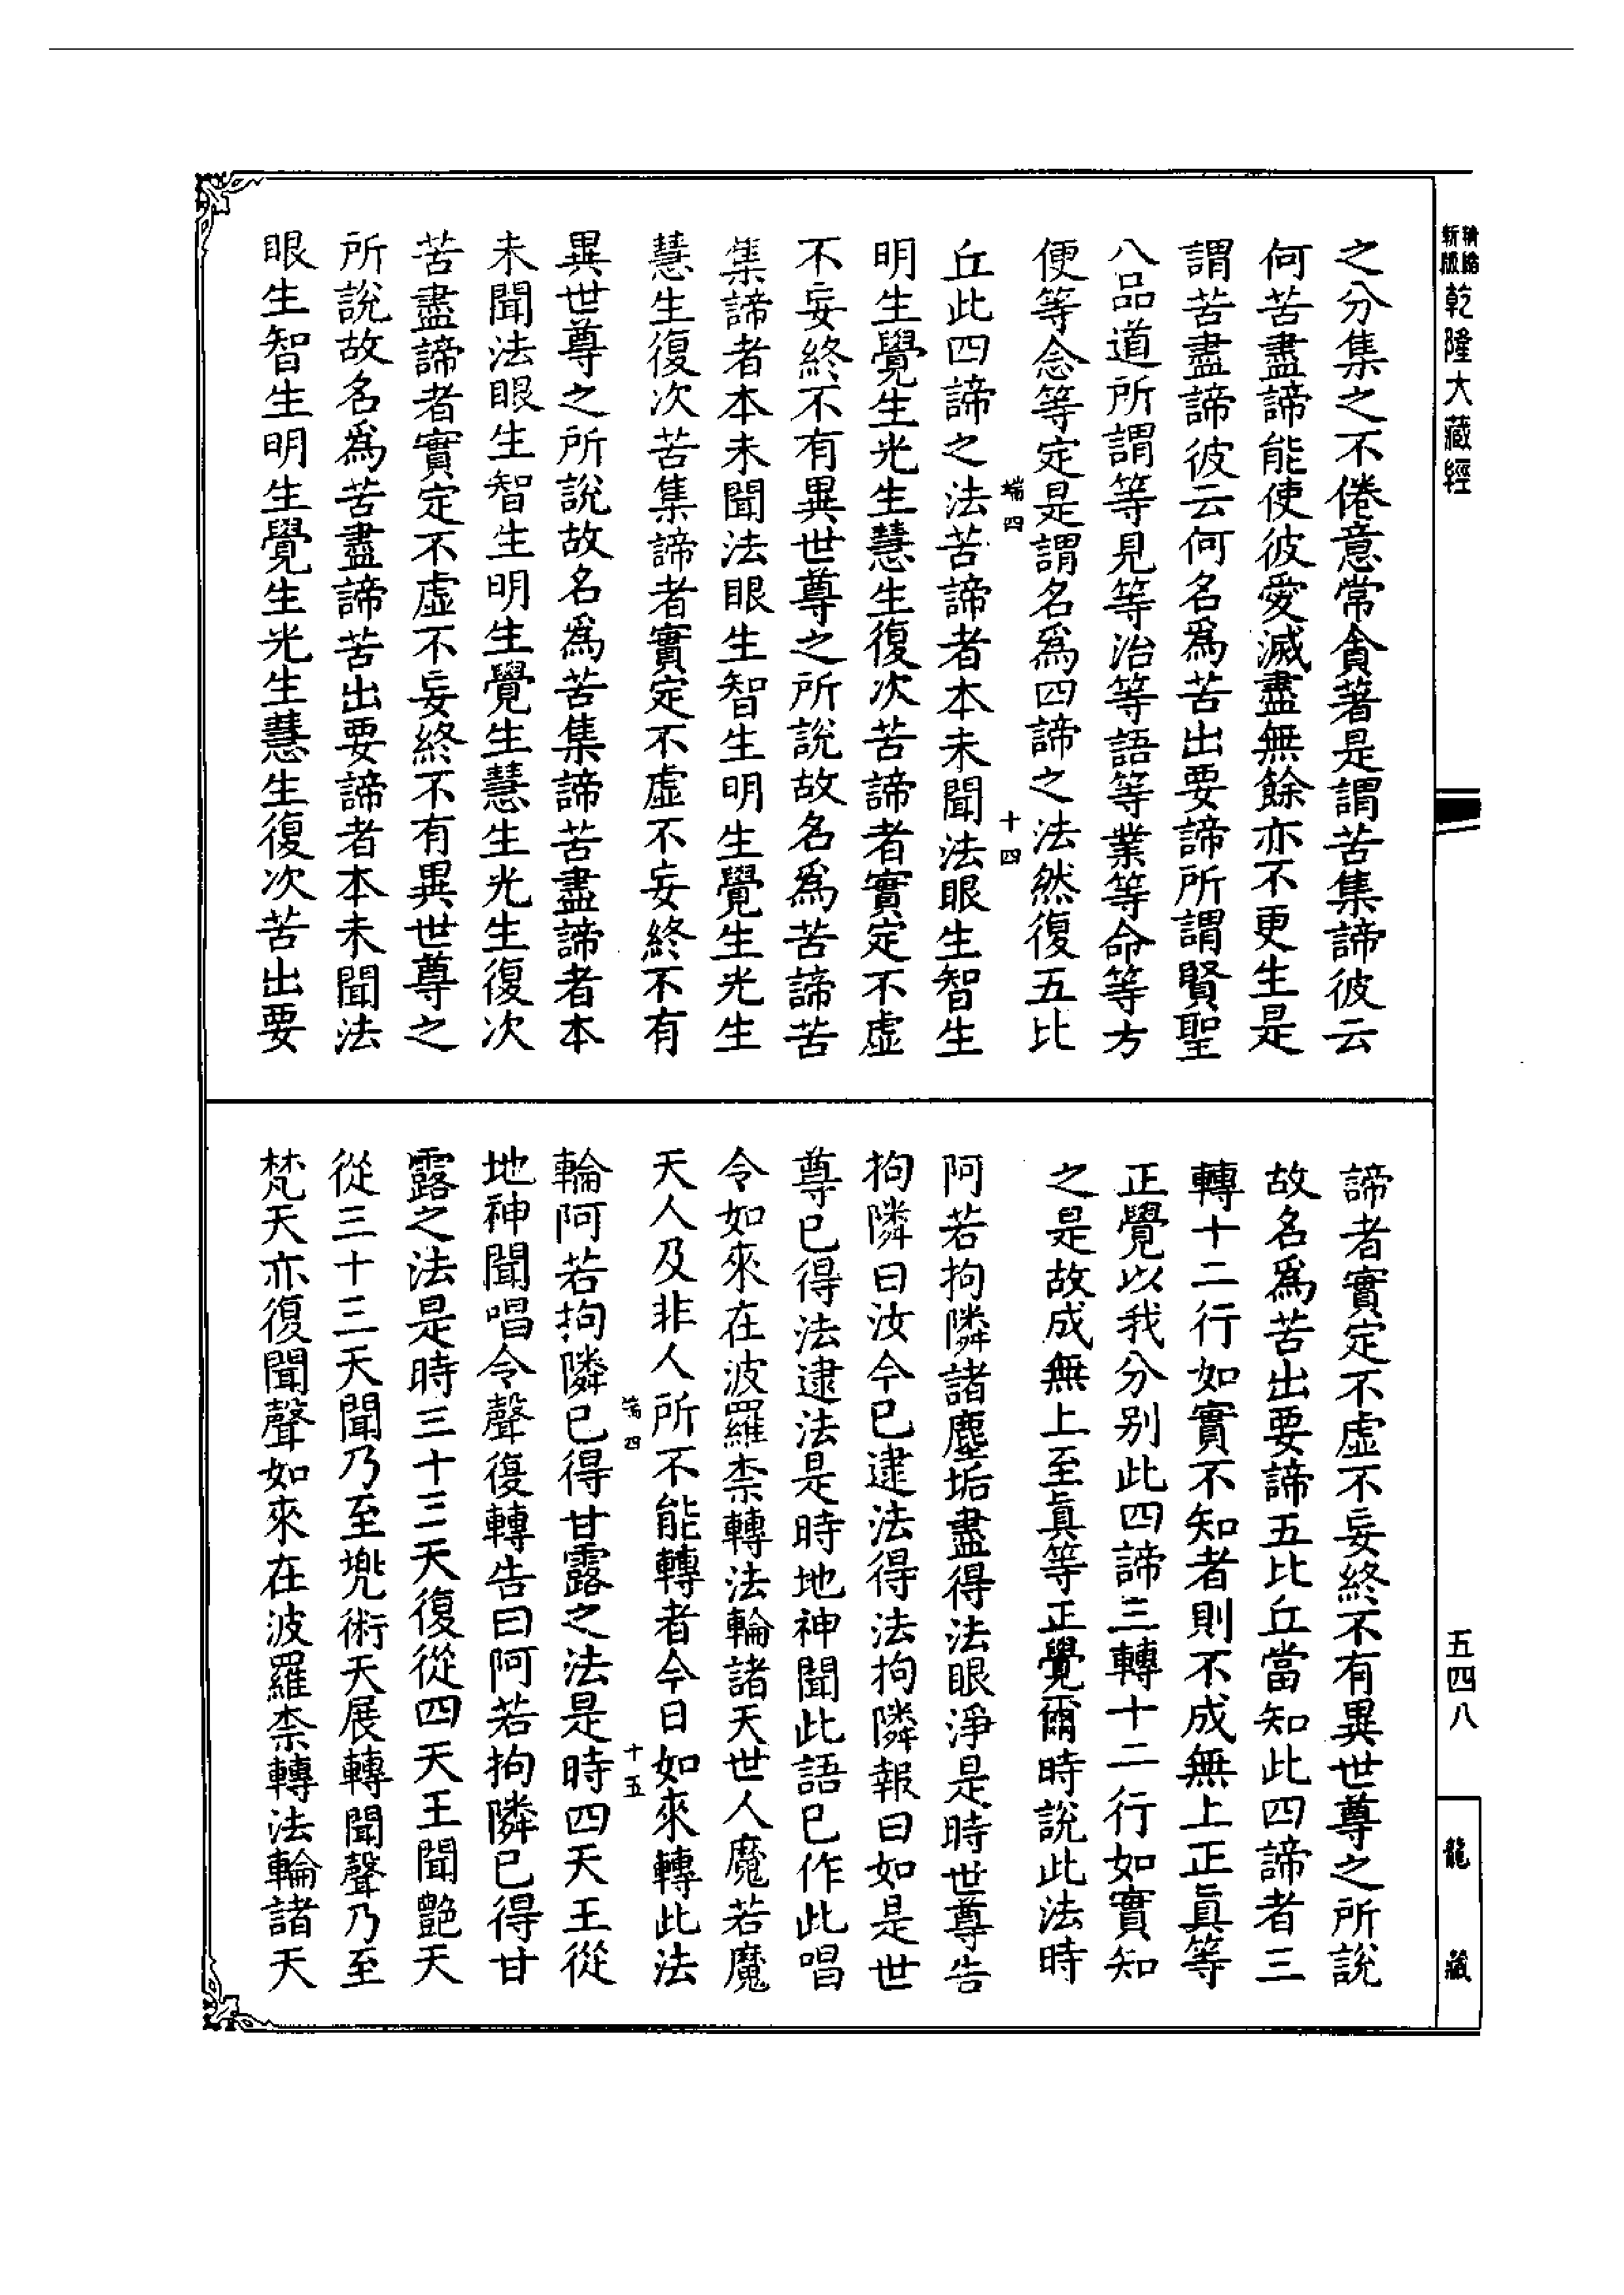 精繪
新版
乾隆大藏經
之分集之不倦意常貪著是謂苦集諦彼云
何苦盡諦能使彼愛滅盡無餘亦不更生是
謂苦盡諦彼云何名為苦出要諦所謂賢聖
八品道所謂等見等治等語等業等命等方
便等念等定是謂名為四諦之法然復五比
端四 十四
丘此四諦之法苦諦者本未聞法眼生智生
明生覺生光生慧生復次苦諦者實定不虛
不妄終不有異世尊之所說故名為苦諦苦
集諦者本未聞法眼生智生明生覺生光生
慧生復次苦集諦者實定不虛不妄終不有
異世尊之所說故名為苦集諦苦盡諦者本
未聞法眼生智生明生覺生慧生光生復次
苦盡諦者實定不虛不妄終不有異世尊之
所說故名為苦盡諦苦出要諦者本未聞法
眼生智生明生覺生光生慧生復次苦出要
諦者實定不虛不妄終不有異世尊之所說
故名為苦出要諦五比丘當知此四諦者三
轉十二行如實不知者則不成無上正真等
正覺以我分別此四諦三轉十二行如實知
之是故成無上至真等正覺爾時說此法時
阿若拘隣諸塵垢盡得法眼淨是時世尊告
拘隣曰汝今已逮法得法拘隣報曰如是世
尊已得法逮法是時地神聞此語已作此唱
令如來在波羅柰轉法輪諸天世人魔若魔
天人及非人所不能轉者今日如來轉此法
端四 十五
輪阿若拘隣已得甘露之法是時四天王從
地神聞唱令聲復轉告曰阿若拘隣已得甘
露之法是時三十三天復從四天王聞豔天
從三十三天聞乃至兜術天展轉聞聲乃至
梵天亦復聞聲如來在波羅柰轉法輪諸天
五四八
龍藏